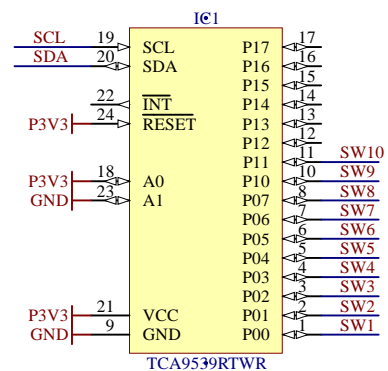 IC1
SCL 19 SCL P17 17
SDA 20 SDA P16 16
P15 15
22 INT P14 14
P3V3 24 RESET P13 13
P12 12
P11 11 SW10
P3V3 18 A0 P10 10 SW9
GND 23 A1 P07 8 SW8
P06 7 SW7
P05 6 SW6
P04 5 SW5
P03 4 SW4
P02 3 SW3
P3V3 21 VCC P01 2 SW2
GND 9 GND P00 1 SW1
TCA9539RTWR